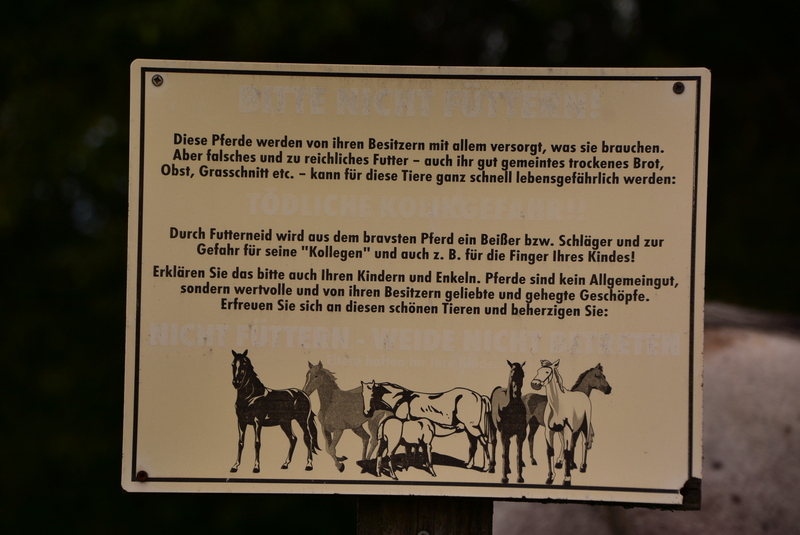 BITTE NICHT FÜTTERN!
Diese Pferde werden von ihren Besitzern mit allem versorgt, was sie brauchen.
Aber falsches und zu reichliches Futter – auch ihr gut gemeintes trockenes Brot,
Obst, Grasschnitt etc. – kann für diese Tiere ganz schnell lebensgefährlich werden:
TÖDLICHE KOLIKGEFAHR!!
Durch Futterneid wird aus dem bravsten Pferd ein Beißer bzw. Schläger und zur
Gefahr für seine "Kollegen" und auch z. B. für die Finger Ihres Kindes!
Erklären Sie das bitte auch Ihren Kindern und Enkeln. Pferde sind kein Allgemeingut,
sondern wertvolle und von ihren Besitzern geliebte und gehegte Geschöpfe.
Erfreuen Sie sich an diesen schönen Tieren und beherzigen Sie:
NICHT FÜTTERN - WEIDE NICHT BETRETEN